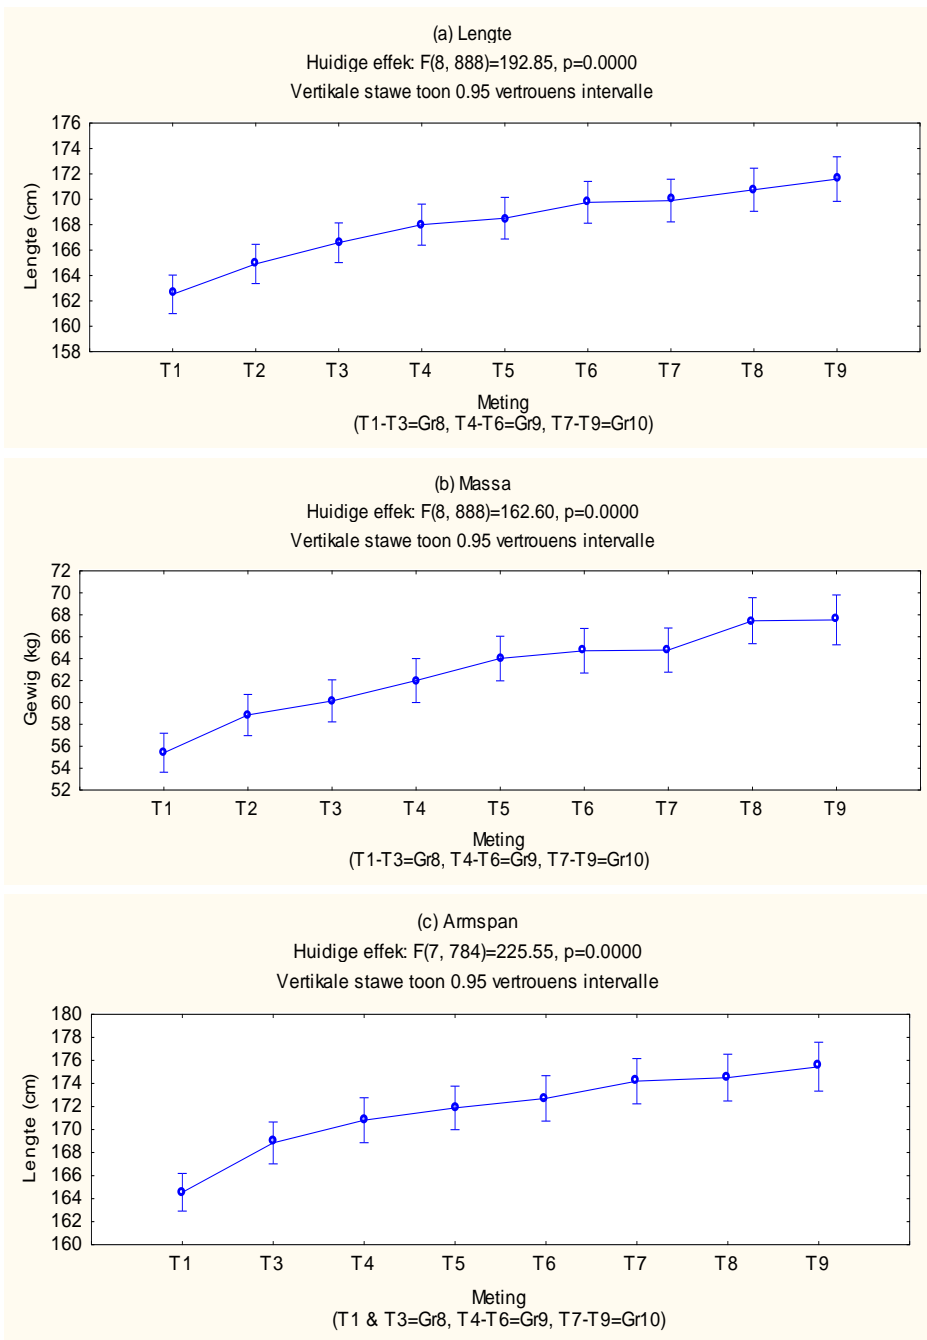 (a) Lengte
Huidige effek: F(8, 888)=192.85, p=0.0000
Vertikale stawe toon 0.95 vertrouens intervalle
176
174
172
170
168
166
164
162
160
158
Lengte (cm)
T1 T2 T3 T4 T5 T6 T7 T8 T9
Meting
(T1-T3=Gr8, T4-T6=Gr9, T7-T9=Gr10)
(b) Massa
Huidige effek: F(8, 888)=162.60, p=0.0000
Vertikale stawe toon 0.95 vertrouens intervalle
72
70
68
66
64
62
60
58
56
54
52
Gewig (kg)
T1 T2 T3 T4 T5 T6 T7 T8 T9
Meting
(T1-T3=Gr8, T4-T6=Gr9, T7-T9=Gr10)
(c) Armspan
Huidige effek: F(7, 784)=225.55, p=0.0000
Vertikale stawe toon 0.95 vertrouens intervalle
180
178
176
174
172
170
168
166
164
162
160
Lengte (cm)
T1 T3 T4 T5 T6 T7 T8 T9
Meting
(T1 & T3=Gr8, T4-T6=Gr9, T7-T9=Gr10)